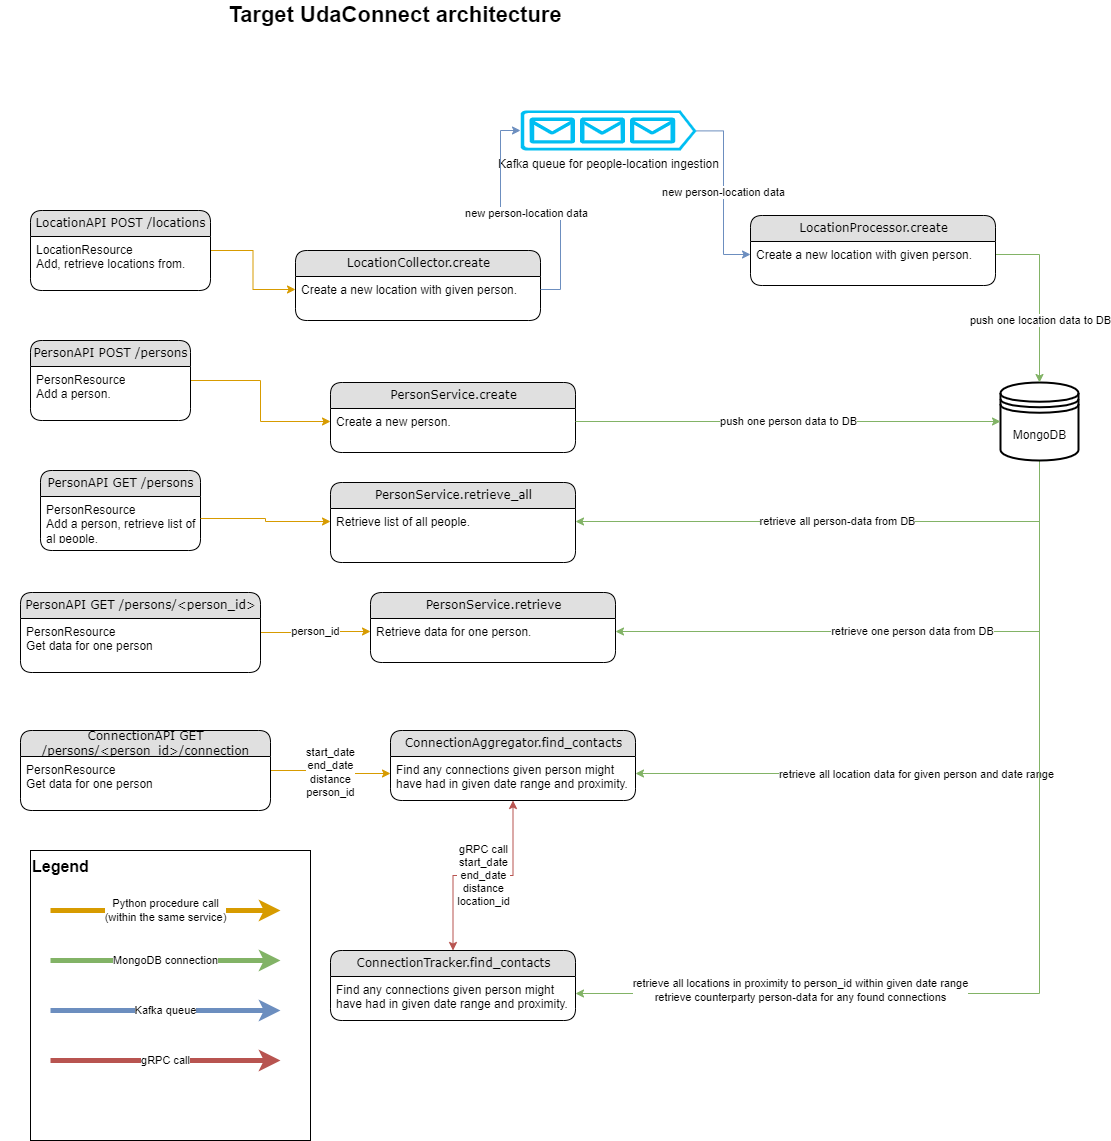 Target UdaConnect architecture
Kafka queue for people-location ingestion
new person-location data
new person-location data
LocationAPI POST /locations
LocationResource
Add, retrieve locations from.
LocationCollector.create
Create a new location with given person.
LocationProcessor.create
Create a new location with given person.
push one location data to DB
PersonAPI POST /persons
PersonResource
Add a person.
PersonService.create
Create a new person.
push one person data to DB
MongoDB
PersonAPI GET /persons
PersonResource
Add a person, retrieve list of
al people.
PersonService.retrieve_all
Retrieve list of all people.
retrieve all person-data from DB
PersonAPI GET /persons/<person_id>
PersonResource
Get data for one person
person_id
PersonService.retrieve
Retrieve data for one person.
retrieve one person data from DB
ConnectionAPI GET
/persons/<person_id>/connection
PersonResource
Get data for one person
start_date
end_date
distance
person_id
ConnectionAggregator.find_contacts
Find any connections given person might
have had in given date range and proximity.
retrieve all location data for given person and date range
gRPC call
start_date
end_date
distance
location_id
ConnectionTracker.find_contacts
Find any connections given person might
have had in given date range and proximity.
retrieve all locations in proximity to person_id within given date range
retrieve counterparty person-data for any found connections
Legend
Python procedure call
(within the same service)
MongoDB connection
Kafka queue
gRPC call